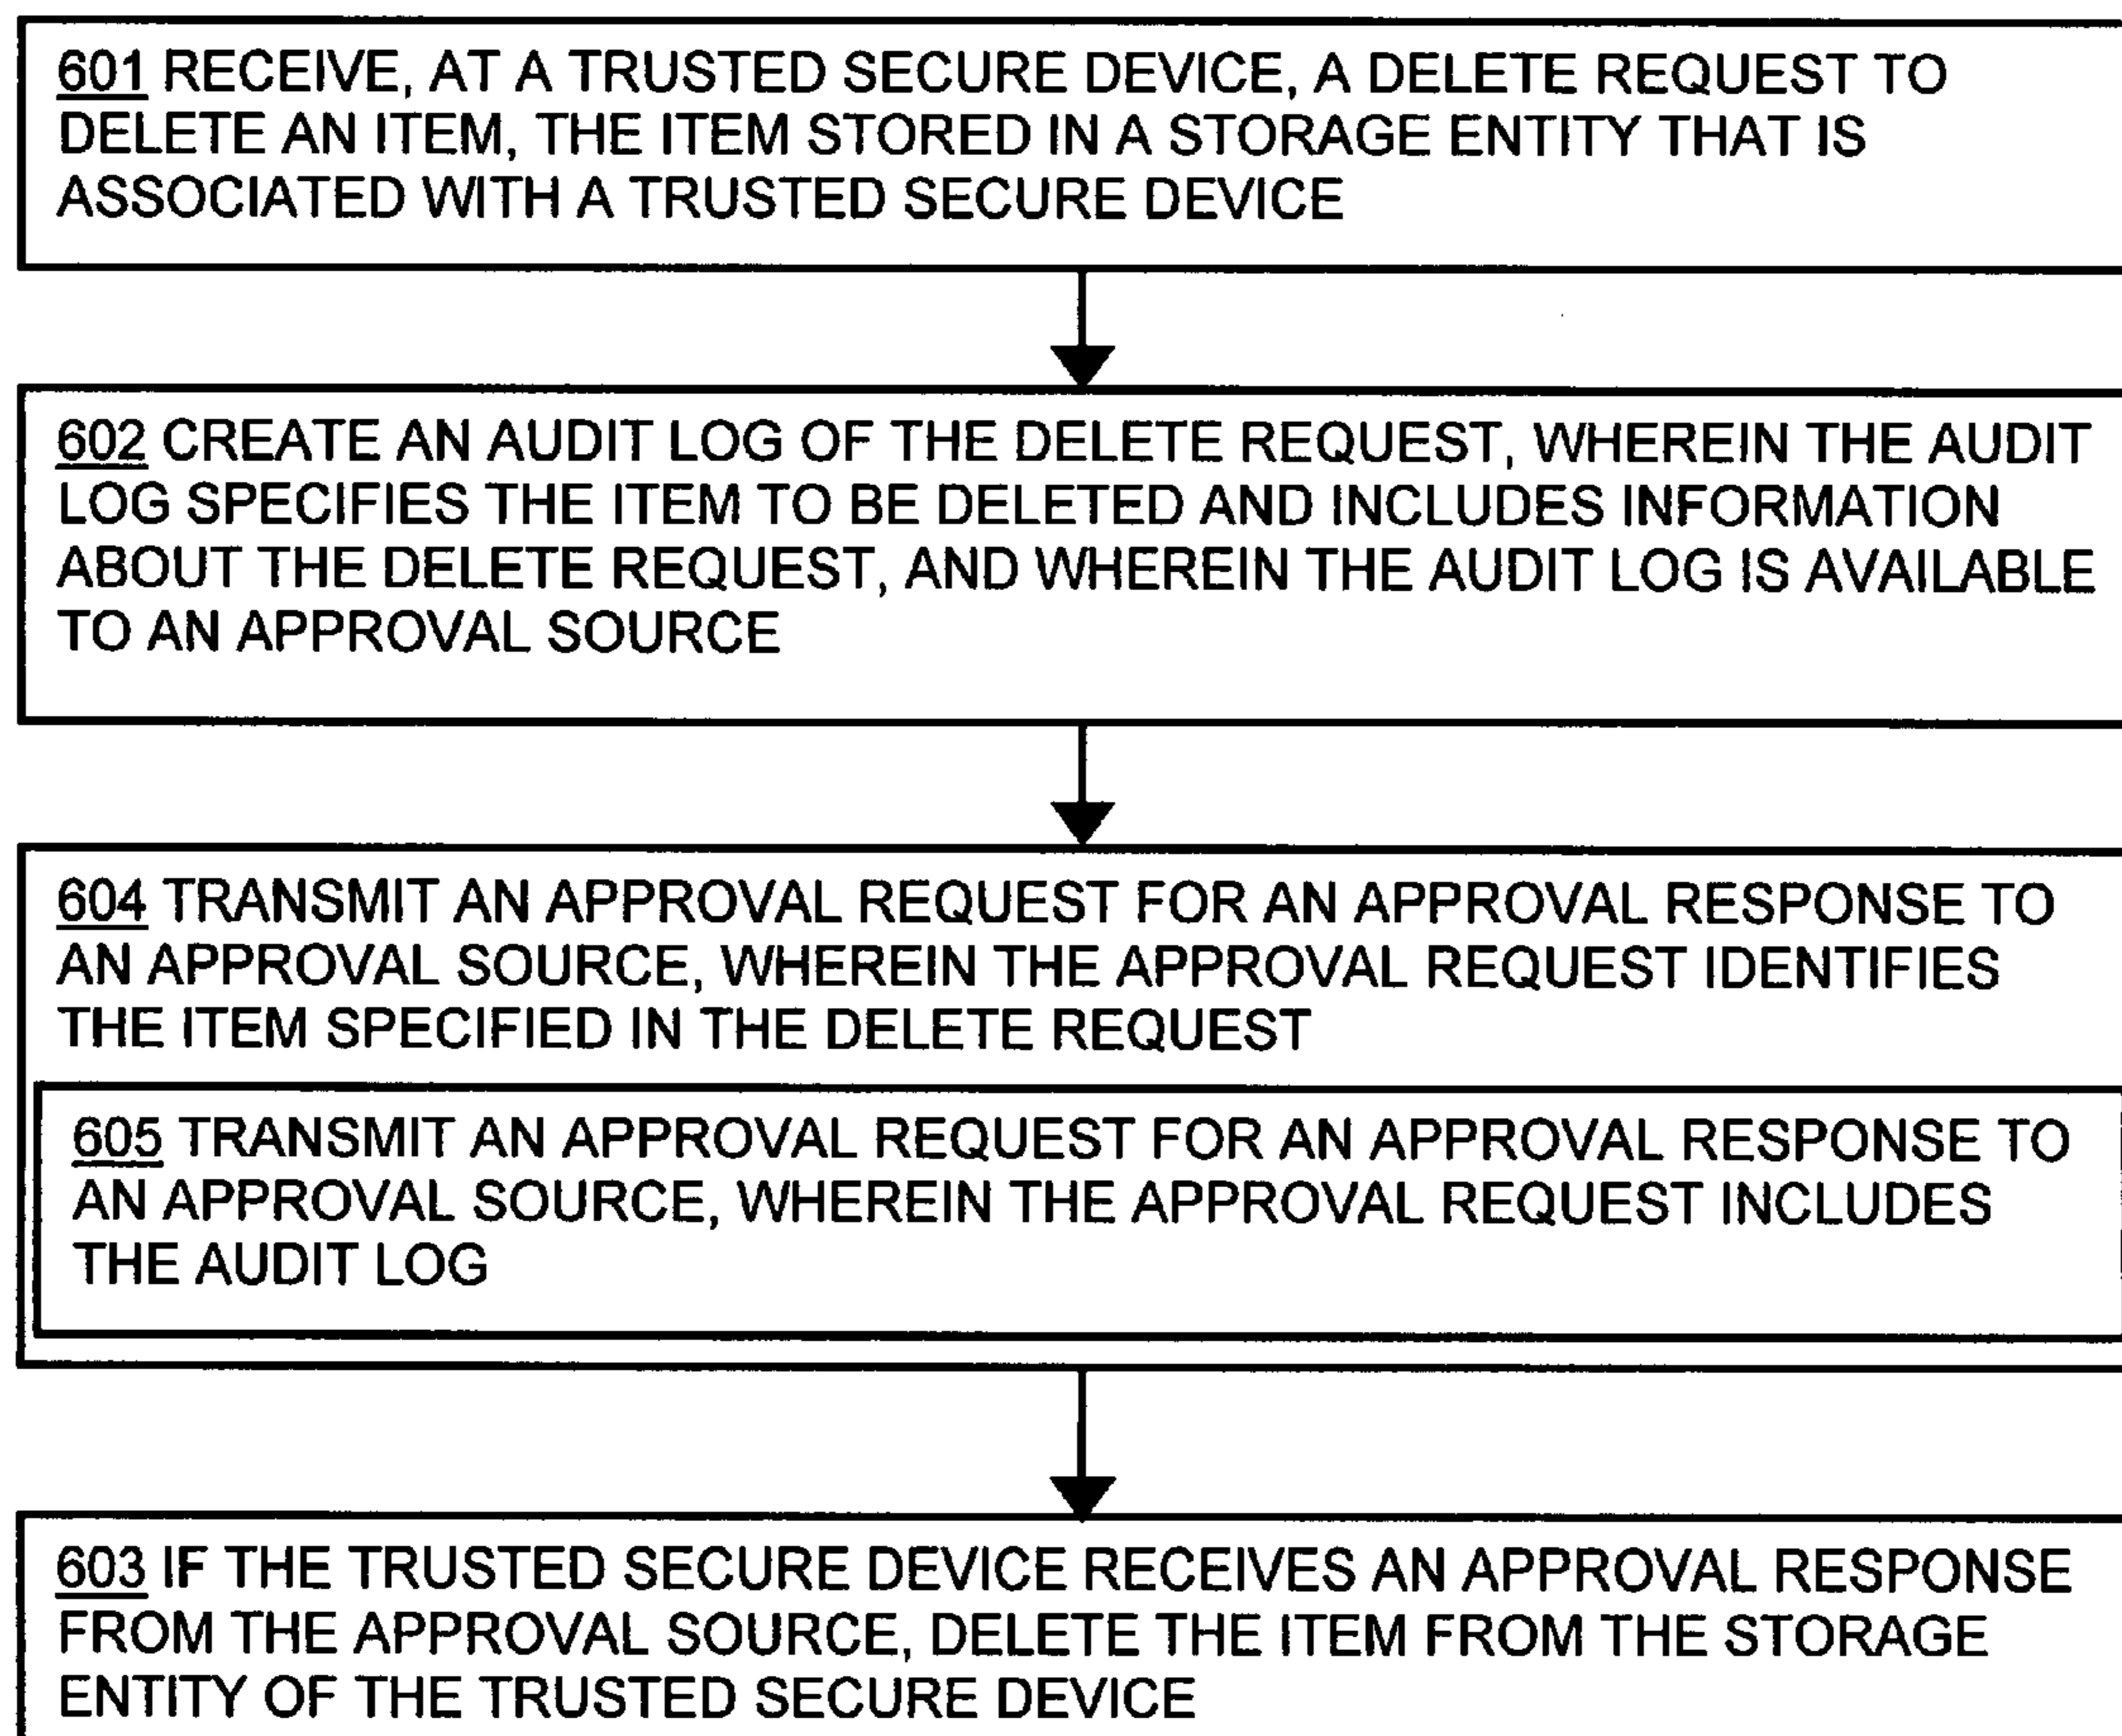 601 RECEIVE, AT A TRUSTED SECURE DEVICE, A DELETE REQUEST TO
DELETE AN ITEM, THE ITEM STORED IN A STORAGE ENTITY THAT IS
ASSOCIATED WITH A TRUSTED SECURE DEVICE
602 CREATE AN AUDIT LOG OF THE DELETE REQUEST, WHEREIN THE AUDIT
LOG SPECIFIES THE ITEM TO BE DELETED AND INCLUDES INFORMATION
ABOUT THE DELETE REQUEST, AND WHEREIN THE AUDIT LOG IS AVAILABLE
TO AN APPROVAL SOURCE
604 TRANSMIT AN APPROVAL REQUEST FOR AN APPROVAL RESPONSE TO
AN APPROVAL SOURCE, WHEREIN THE APPROVAL REQUEST IDENTIFIES
THE ITEM SPECIFIED IN THE DELETE REQUEST
605 TRANSMIT AN APPROVAL REQUEST FOR AN APPROVAL RESPONSE TO
AN APPROVAL SOURCE, WHEREIN THE APPROVAL REQUEST INCLUDES
THE AUDIT LOG
603 IF THE TRUSTED SECURE DEVICE RECEIVES AN APPROVAL RESPONSE
FROM THE APPROVAL SOURCE, DELETE THE ITEM FROM THE STORAGE
ENTITY OF THE TRUSTED SECURE DEVICE